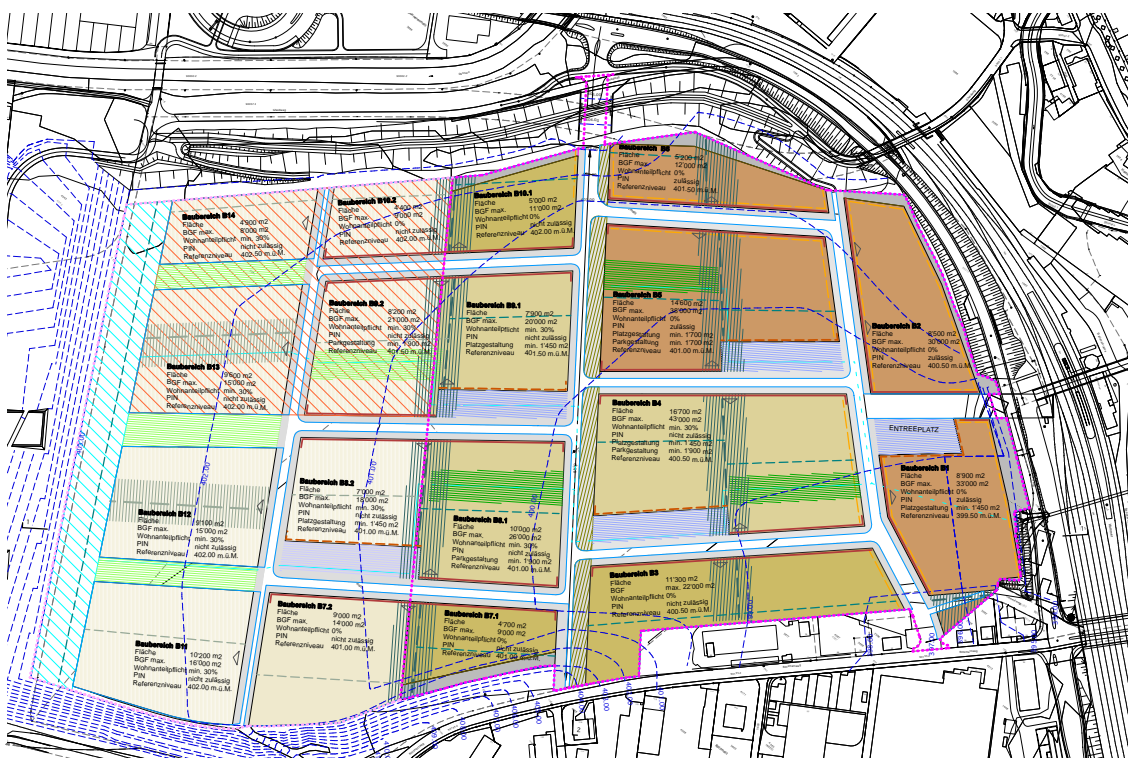 Baubereich B6
Fläche 5'200 m2
BGF max. 12'000 m2
Wohnanteilpflicht 0%
PIN zulässig
Referenzniveau 401.50 m.ü.M.
Baubereich B14
Fläche 4'900 m2
BGF max. 8'000 m2
Wohnanteilpflicht min. 30%
PIN nicht zulässig
Referenzniveau 402.50 m.ü.M.
Baubereich B10.2
Fläche 4'400 m2
BGF max. 9'000 m2
Wohnanteilpflicht 0%
PIN nicht zulässig
Referenzniveau 402.00 m.ü.M.
Baubereich B10.1
Fläche 5'000 m2
BGF max. 11'000 m2
Wohnanteilpflicht 0%
PIN nicht zulässig
Referenzniveau 402.00 m.ü.M.
Baubereich B9.2
Fläche 8'200 m2
BGF max. 21'000 m2
Wohnanteilpflicht min. 30%
PIN nicht zulässig
Parkgestaltung min. 1'900 m2
Referenzniveau 401.50 m.ü.M.
Baubereich B9.1
Fläche 7'900 m2
BGF max. 20'000 m2
Wohnanteilpflicht min. 30%
PIN nicht zulässig
Platzgestaltung min. 1'450 m2
Referenzniveau 401.50 m.ü.M.
Baubereich B5
Fläche 14'600 m2
BGF max.
Wohnanteilpflicht 0%
PIN zulässig
Platzgestaltung min. 1'700 m2
Parkgestaltung min. 1'700 m2
Referenzniveau 401.00 m.ü.M.
Baubereich B2
Fläche 8'500 m2
BGF max. 30'000 m2
Wohnanteilpflicht 0%
PIN zulässig
Referenzniveau 400.50 m.ü.M.
Baubereich B13
Fläche 9'600 m2
BGF max. 15'000 m2
Wohnanteilpflicht min. 30%
PIN nicht zulässig
Referenzniveau 402.00 m.ü.M.
Baubereich B4
Fläche 16'700 m2
BGF max. 43'000 m2
Wohnanteilpflicht min. 30%
PIN nicht zulässig
Platzgestaltung min. 1'450 m2
Parkgestaltung min. 1'900 m2
Referenzniveau 400.50 m.ü.M.
ENTREEPLATZ
Baubereich B1
Fläche 8'900 m2
BGF max. 33'000 m2
Wohnanteilpflicht 0%
PIN zulässig
Platzgestaltung min. 1'450 m2
Referenzniveau 399.50 m.ü.M.
402.00
401.00
400.00
Baubereich B12
Fläche 9'100 m2
BGF max. 15'000 m2
Wohnanteilpflicht min. 30%
PIN nicht zulässig
Referenzniveau 402.00 m.ü.M.
Baubereich B8.2
Fläche 7'000 m2
BGF max. 18'000 m2
Wohnanteilpflicht min. 30%
PIN nicht zulässig
Platzgestaltung min. 1'450 m2
Referenzniveau 401.00 m.ü.M.
Baubereich B8.1
Fläche 10'000 m2
BGF max. 26'000 m2
Wohnanteilpflicht min. 30%
PIN nicht zulässig
Parkgestaltung min. 1'900 m2
Referenzniveau 401.00 m.ü.M.
Baubereich B3
Fläche 11'300 m2
BGF max. 22'000 m2
Wohnanteilpflicht 0%
PIN nicht zulässig
Referenzniveau 400.50 m.ü.M.
Baubereich B7.2
Fläche 9'000 m2
BGF max. 14'000 m2
Wohnanteilpflicht 0%
PIN nicht zulässig
Referenzniveau 401.00 m.ü.M.
Baubereich B7.1
Fläche 4'700 m2
BGF max. 9'000 m2
Wohnanteilpflicht 0%
PIN nicht zulässig
Referenzniveau 401.00 m.ü.M.
Baubereich B11
Fläche 10'200 m2
BGF max. 16'000 m2
Wohnanteilpflicht min. 30%
PIN nicht zulässig
Referenzniveau 402.00 m.ü.M.